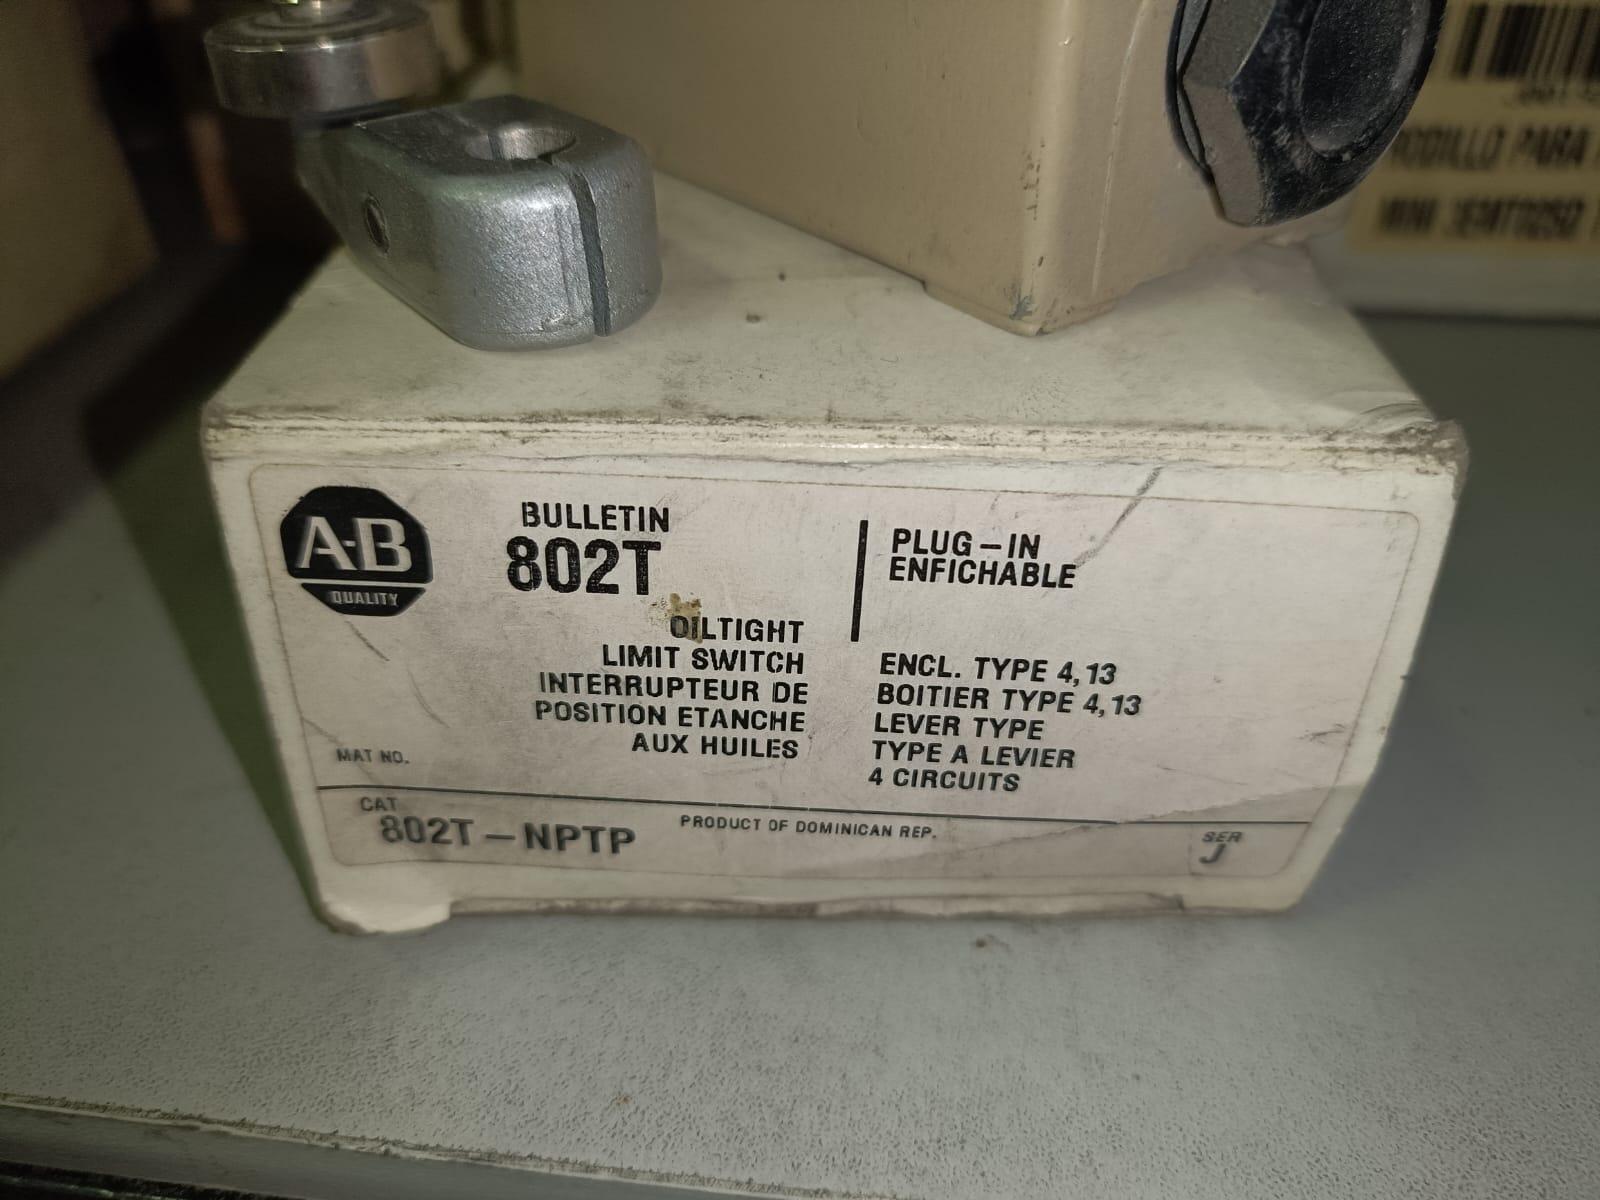 PARA
A-B
QUALITY
BULLETIN
802T
OILTIGHT
LIMIT SWITCH
INTERRUPTEUR DE
POSITION ETANCHE
AUX HUILES
PLUG-IN
ENFICHABLE
ENCL. TYPE 4,13
BOITIER TYPE 4,13
LEVER TYPE
TYPE A LEVIER
4 CIRCUITS
MAT NO.
CAT
802T-NPTP
PRODUCT OF DOMINICAN REP.
SER
J